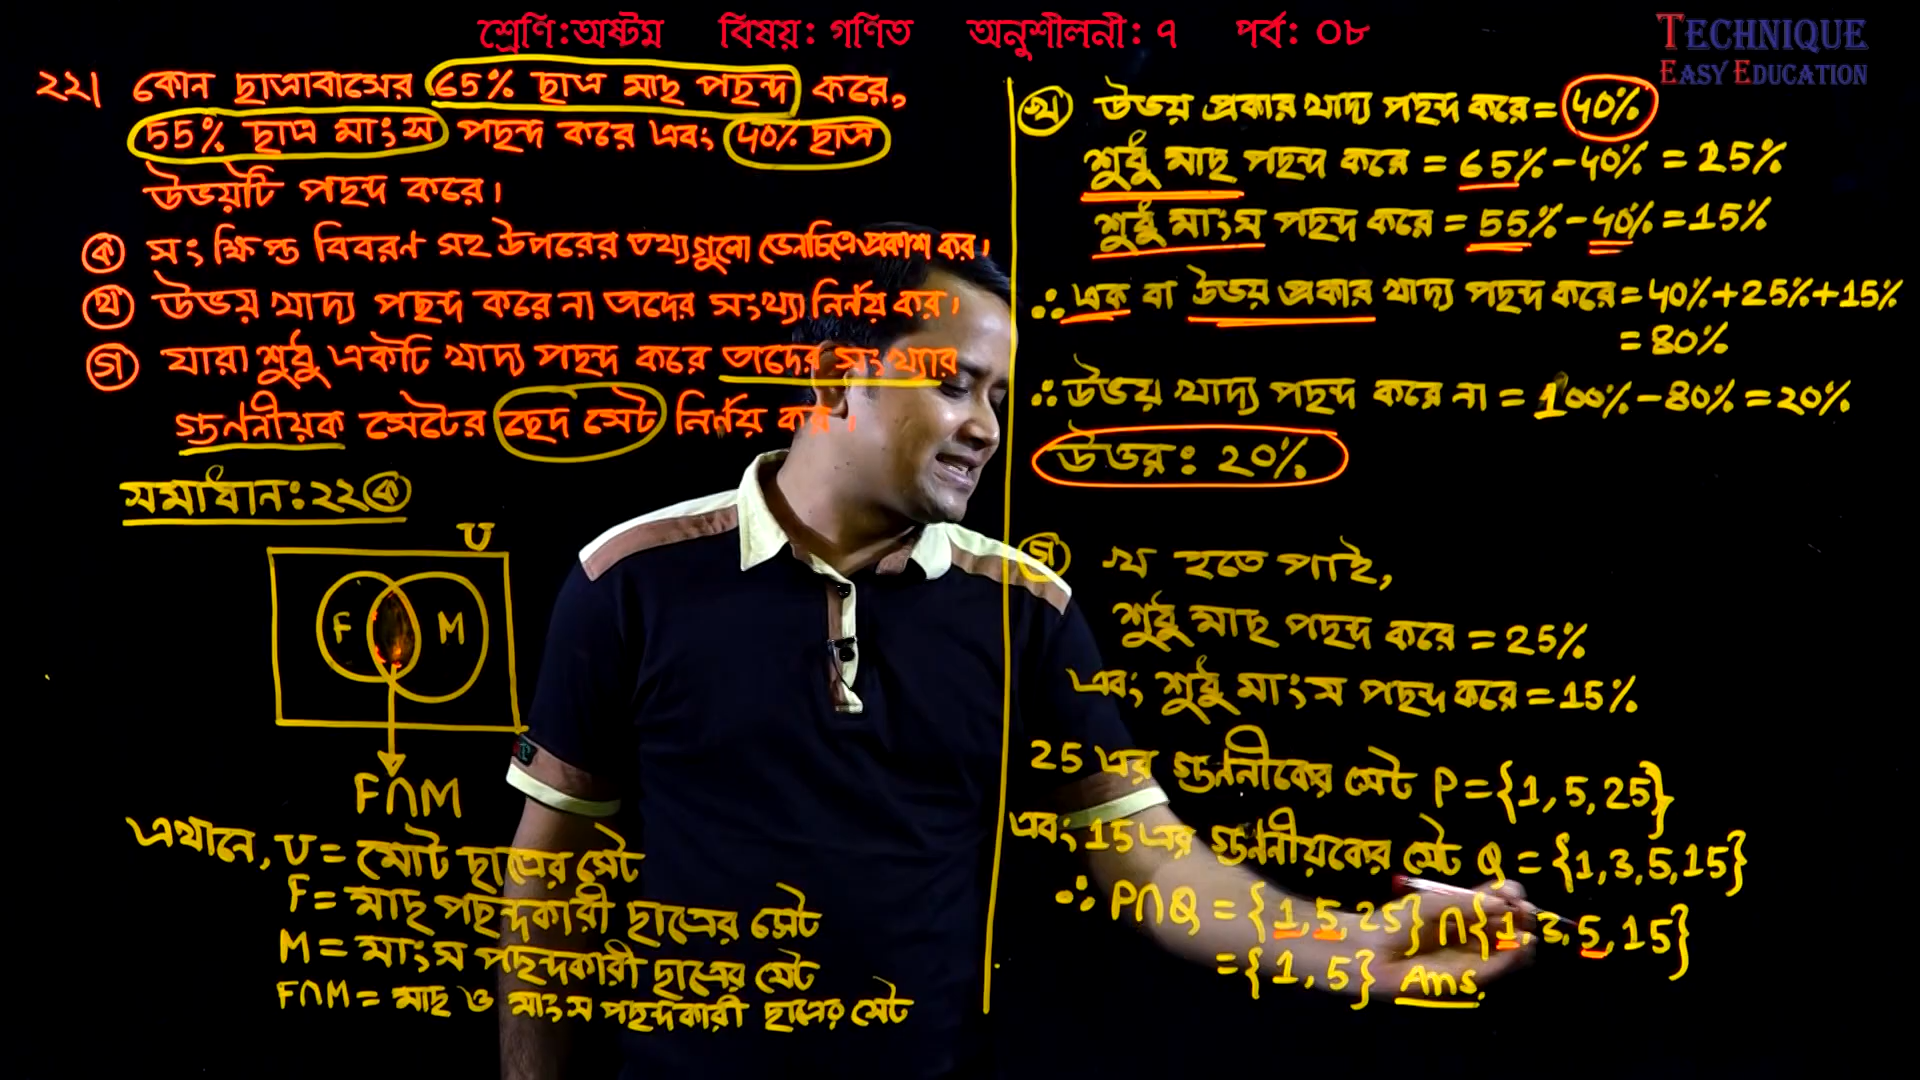 শ্রেণি:অষ্টম বিষয়: গণিত অনুশীলনী: ৭ পর্ব: ০৮
TECHNIQUE
EASY EDUCATION
২২। কোন ছাত্রাবাসের 65% ছাত্র মাছ পছন্দ করে,
55% ছাত্র মাংস পছন্দ করে এবং 40% ছাত্র
উভয়টি পছন্দ করে।
ক সংক্ষিপ্ত বিবরণ সহ উপরের তথ্যগুলো ভেনচিত্রে প্রকাশ কর।
খ উভয় খাদ্য পছন্দ করে না তাদের সংখ্যা নির্ণয় কর।
গ যারা শুধু একটি খাদ্য পছন্দ করে তাদের সংখ্যার
গুণনীয়ক সেটের ছেদ সেট নির্ণয় কর।
সমাধান: ২২ ক
U
F M
F∩M
এখানে, U = মোট ছাত্রের সেট
F = মাছ পছন্দকারী ছাত্রের সেট
M = মাংস পছন্দকারী ছাত্রের সেট
F∩M = মাছ ও মাংস পছন্দকারী ছাত্রের সেট
খ উভয় প্রকার খাদ্য পছন্দ করে = 40%
শুধু মাছ পছন্দ করে = 65% - 40% = 25%
শুধু মাংস পছন্দ করে = 55% - 40% = 15%
∴ এক বা উভয় প্রকার খাদ্য পছন্দ করে = 40% + 25% + 15%
= 80%
∴ উভয় খাদ্য পছন্দ করে না = 100% - 80% = 20%
উত্তর: 20%
গ খ হতে পাই,
শুধু মাছ পছন্দ করে = 25%
এবং শুধু মাংস পছন্দ করে = 15%
25 এর গুণনীকের সেট P = {1, 5, 25}
এবং 15 এর গুণনীয়কের সেট Q = {1, 3, 5, 15}
∴ P∩Q = {1, 5, 25} ∩ {1, 3, 5, 15}
= {1, 5} Ans.